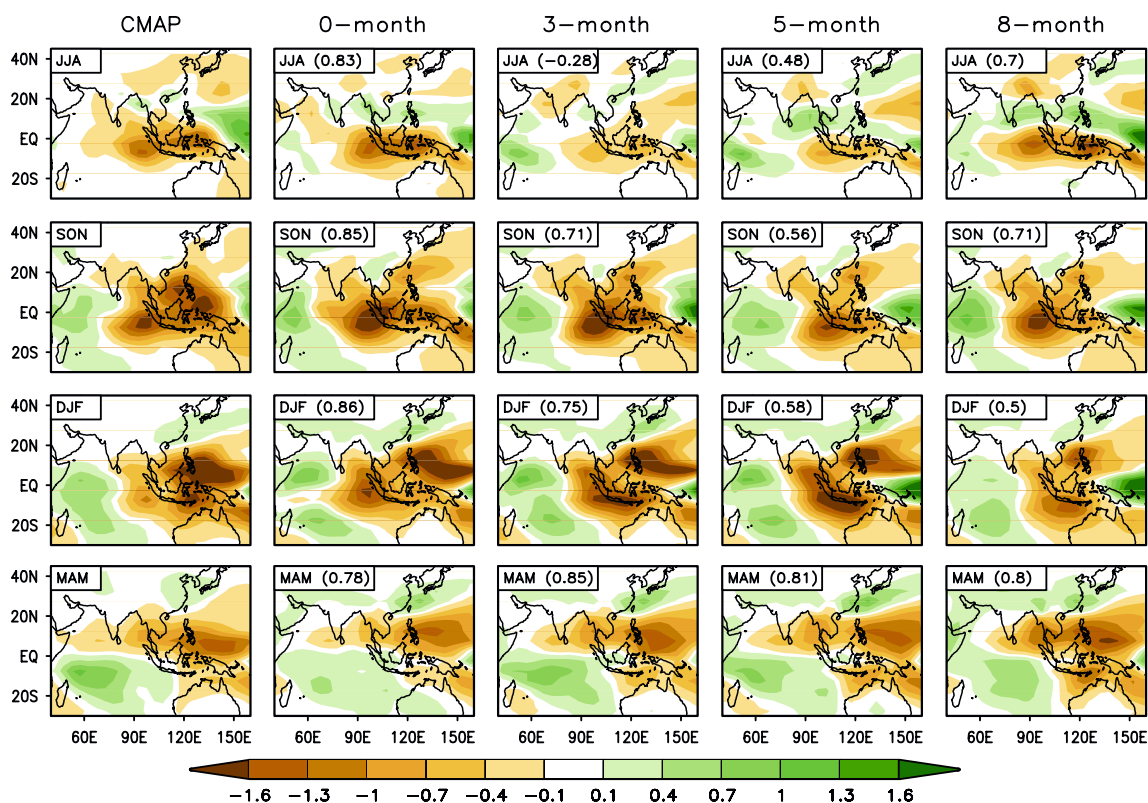 CMAP 0-month 3-month 5-month 8-month
40N JJA JJA (0.83) JJA (−0.28) JJA (0.48) JJA (0.7)
20N
EQ
20S
40N SON SON (0.85) SON (0.71) SON (0.56) SON (0.71)
20N
EQ
20S
40N DJF DJF (0.86) DJF (0.75) DJF (0.58) DJF (0.5)
20N
EQ
20S
40N MAM MAM (0.78) MAM (0.85) MAM (0.81) MAM (0.8)
20N
EQ
20S
60E 90E 120E 150E 60E 90E 120E 150E 60E 90E 120E 150E 60E 90E 120E 150E 60E 90E 120E 150E
−1.6 −1.3 −1 −0.7 −0.4 −0.1 0.1 0.4 0.7 1 1.3 1.6